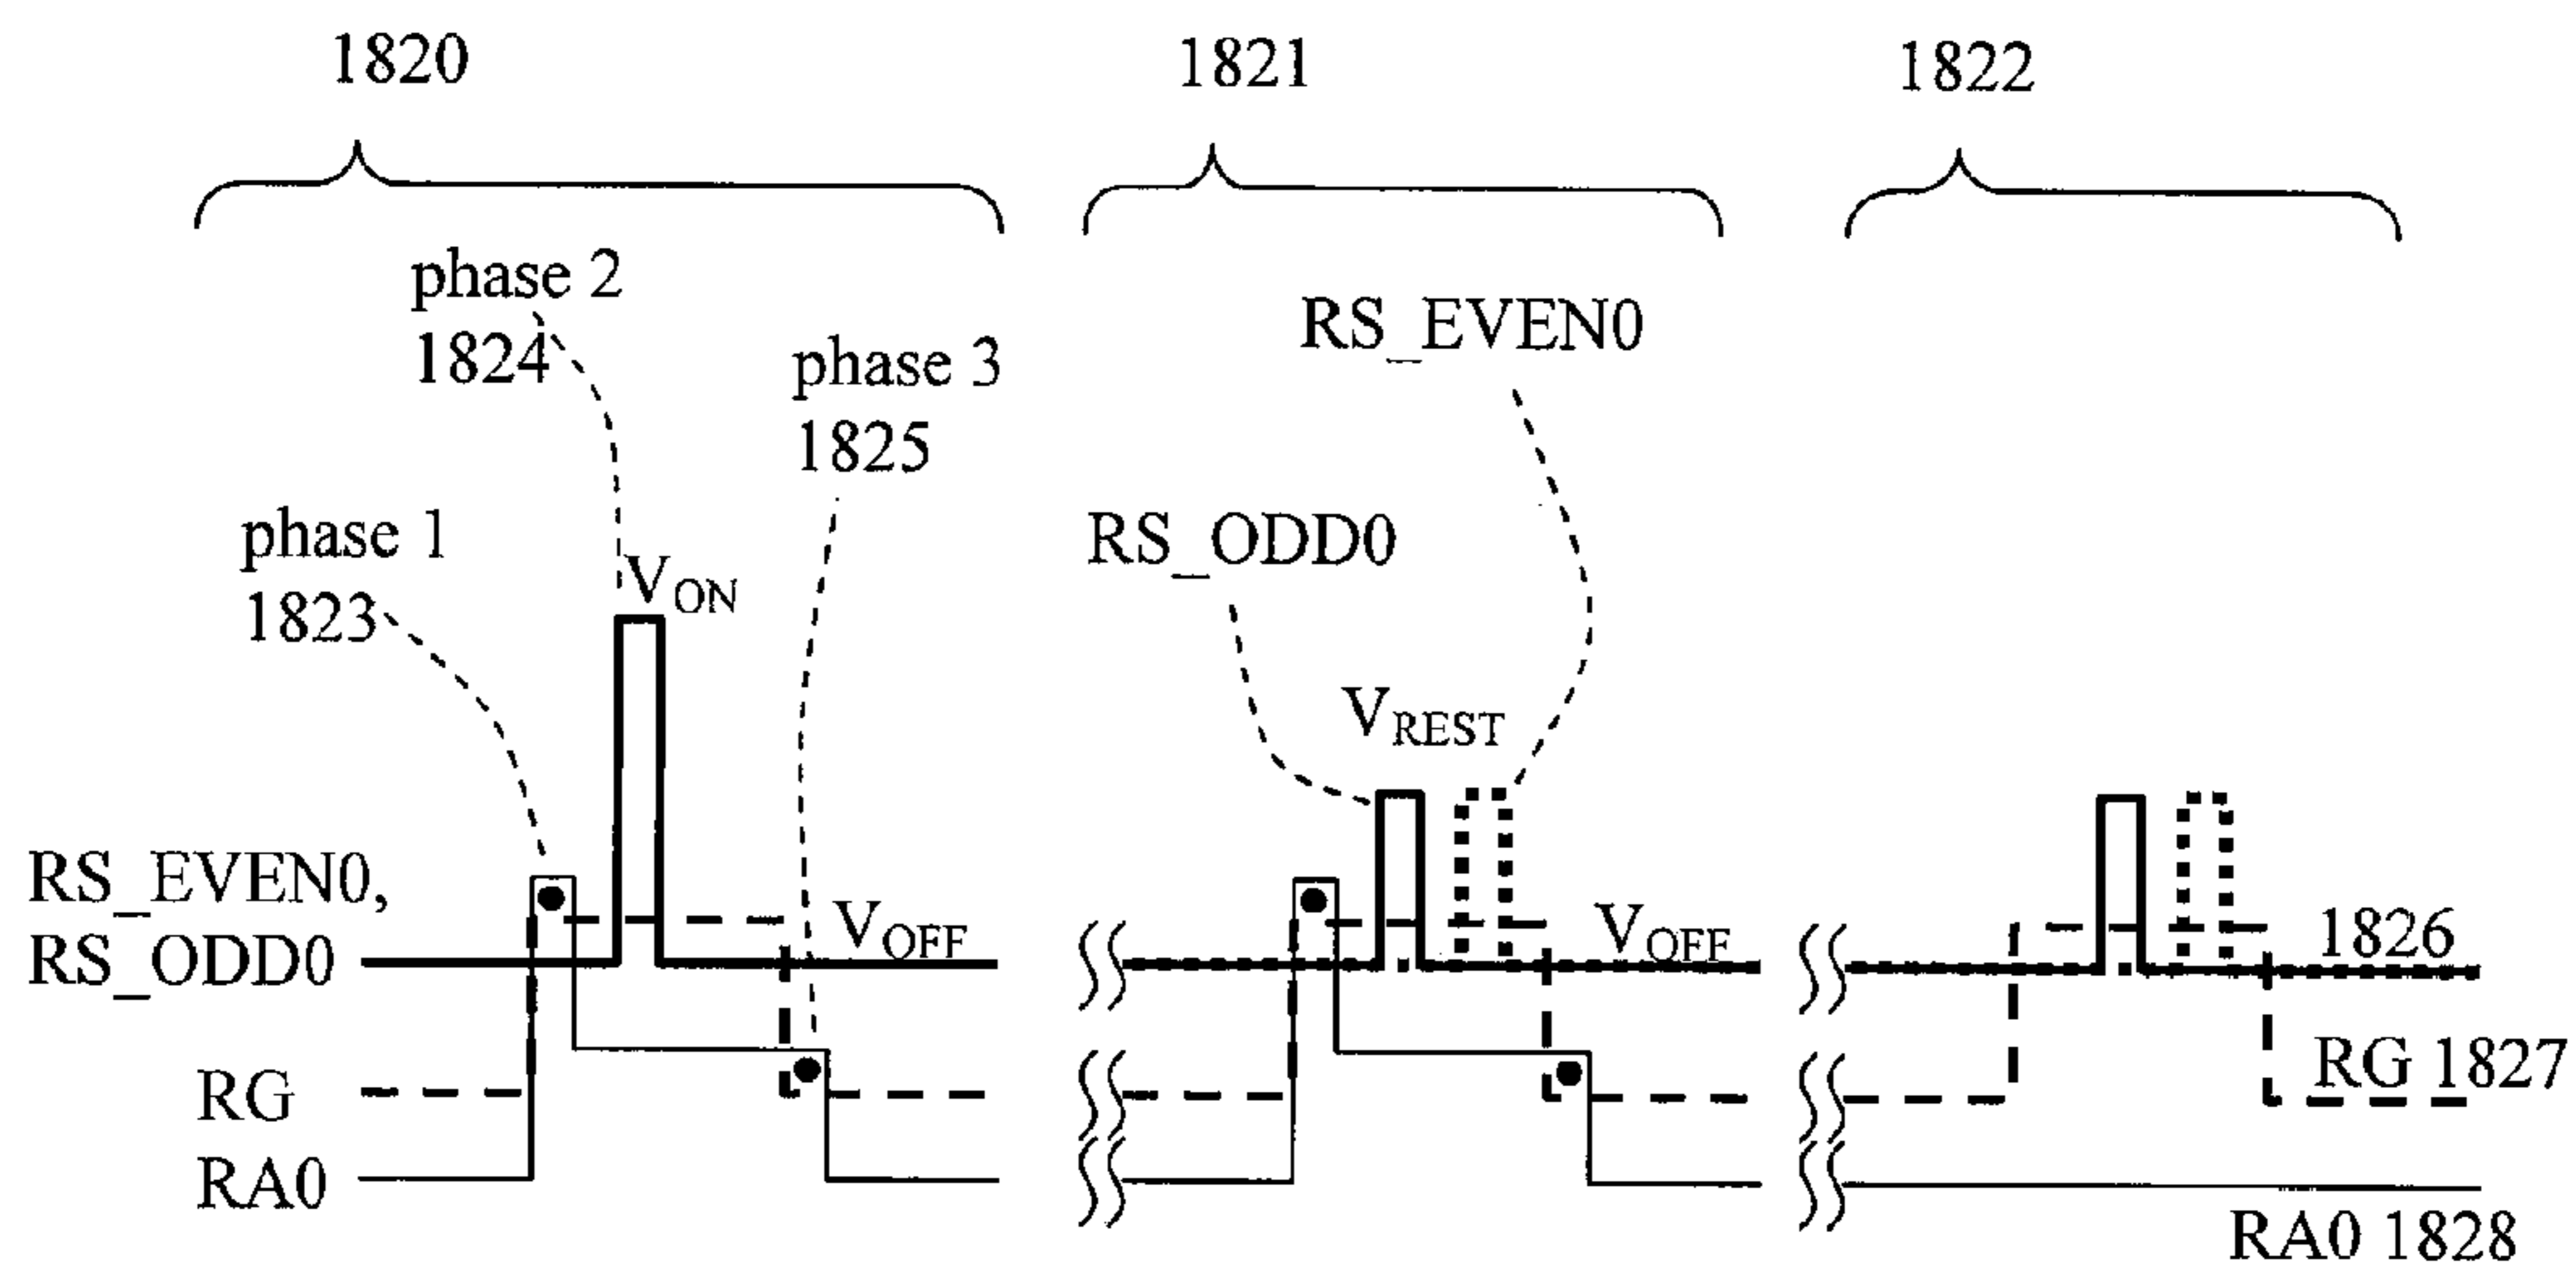 1820
1821
1822
phase 2
1824
RS_EVEN0
phase 3
1825
phase 1
1823
RS_ODD0
VON
VREST
RS_EVEN0,
RS_ODD0
VOFF
VOFF
1826
RG
RG 1827
RA0
RA0 1828